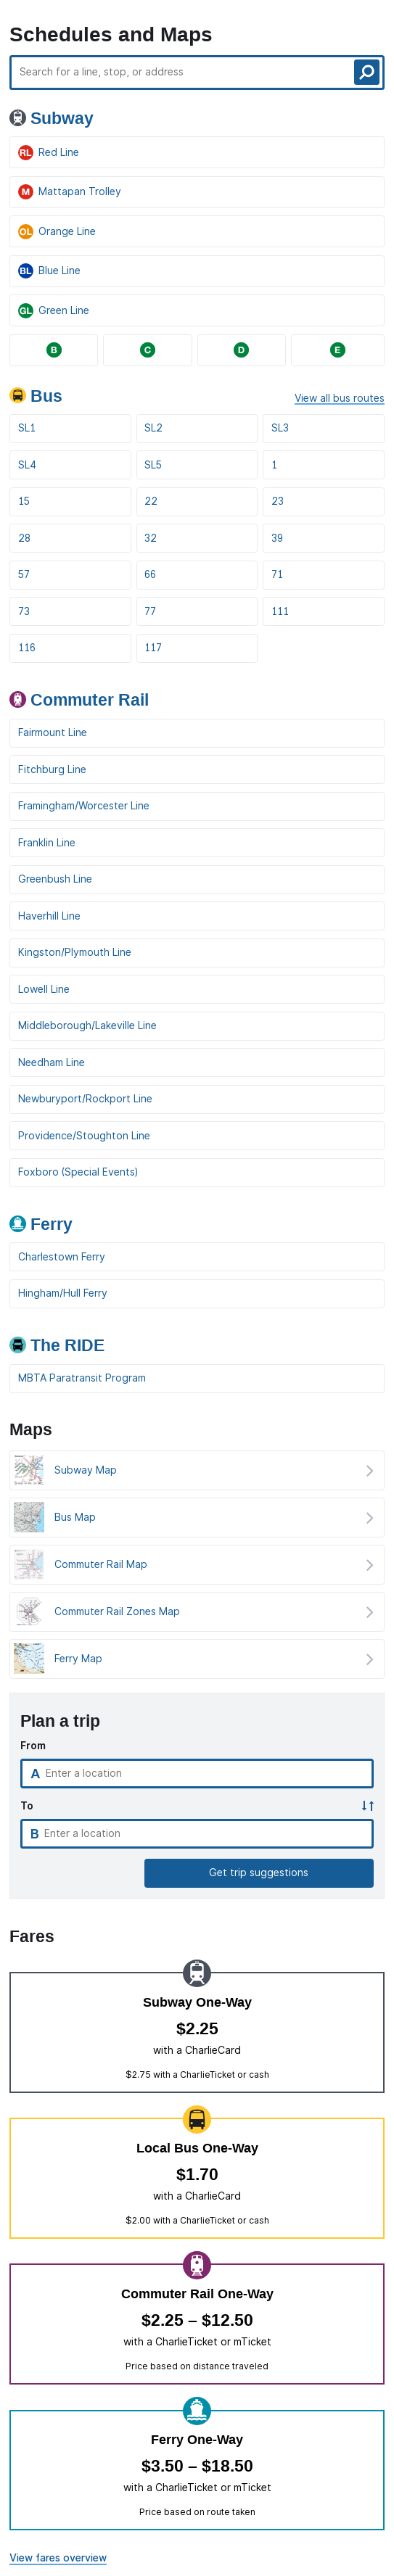 Schedules and Maps
Search for a line, stop, or address
Subway
RL Red Line
M Mattapan Trolley
OL Orange Line
BL Blue Line
GL Green Line
B C D E
Bus View all bus routes
SL1 SL2 SL3
SL4 SL5 1
15 22 23
28 32 39
57 66 71
73 77 111
116 117
Commuter Rail
Fairmount Line
Fitchburg Line
Framingham/Worcester Line
Franklin Line
Greenbush Line
Haverhill Line
Kingston/Plymouth Line
Lowell Line
Middleborough/Lakeville Line
Needham Line
Newburyport/Rockport Line
Providence/Stoughton Line
Foxboro (Special Events)
Ferry
Charlestown Ferry
Hingham/Hull Ferry
The RIDE
MBTA Paratransit Program
Maps
Subway Map
Bus Map
Commuter Rail Map
Commuter Rail Zones Map
Ferry Map
Plan a trip
From
A Enter a location
To
B Enter a location
Get trip suggestions
Fares
Subway One-Way
$2.25
with a CharlieCard
$2.75 with a CharlieTicket or cash
Local Bus One-Way
$1.70
with a CharlieCard
$2.00 with a CharlieTicket or cash
Commuter Rail One-Way
$2.25 – $12.50
with a CharlieTicket or mTicket
Price based on distance traveled
Ferry One-Way
$3.50 – $18.50
with a CharlieTicket or mTicket
Price based on route taken
View fares overview